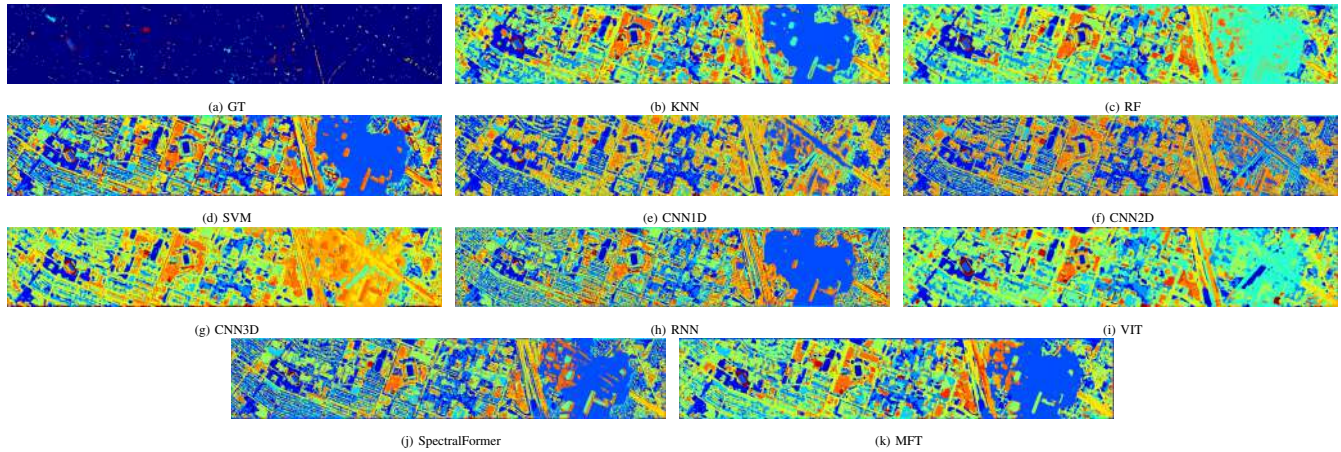 (a) GT
(b) KNN
(c) RF
(d) SVM
(e) CNN1D
(f) CNN2D
(g) CNN3D
(h) RNN
(i) VIT
(j) SpectralFormer
(k) MFT